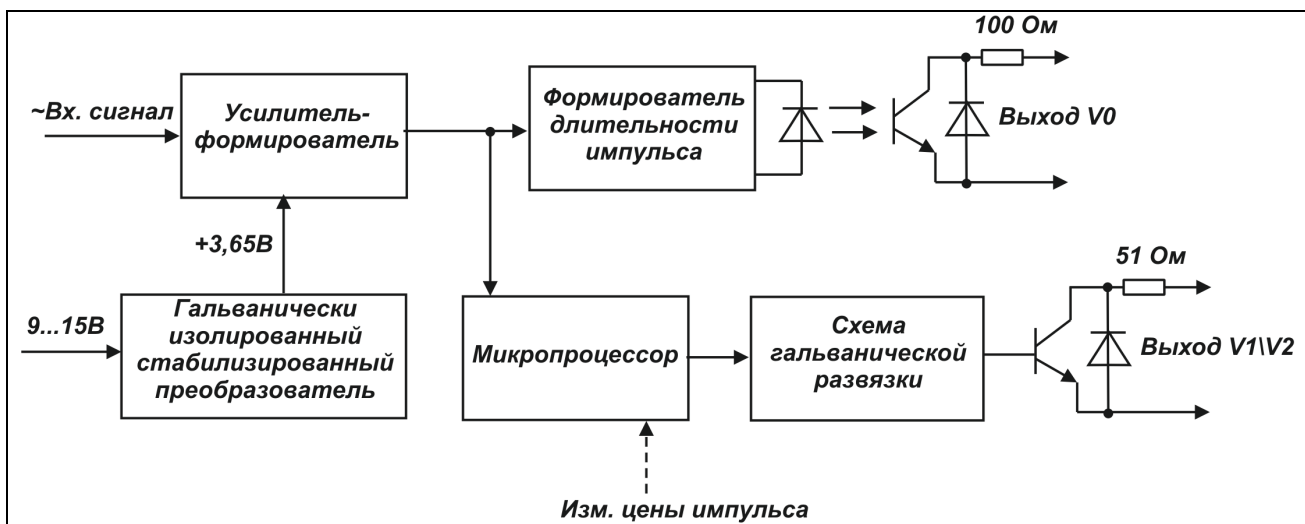 100 Ом
~Вх. сигнал
Усилитель-
формирователь
Формирователь
длительности
импульса
Выход V0
+3,65В
9...15В
Гальванически
изолированный
стабилизированный
преобразователь
Микропроцессор
Схема
гальванической
развязки
51 Ом
Выход V1\V2
Изм. цены импульса